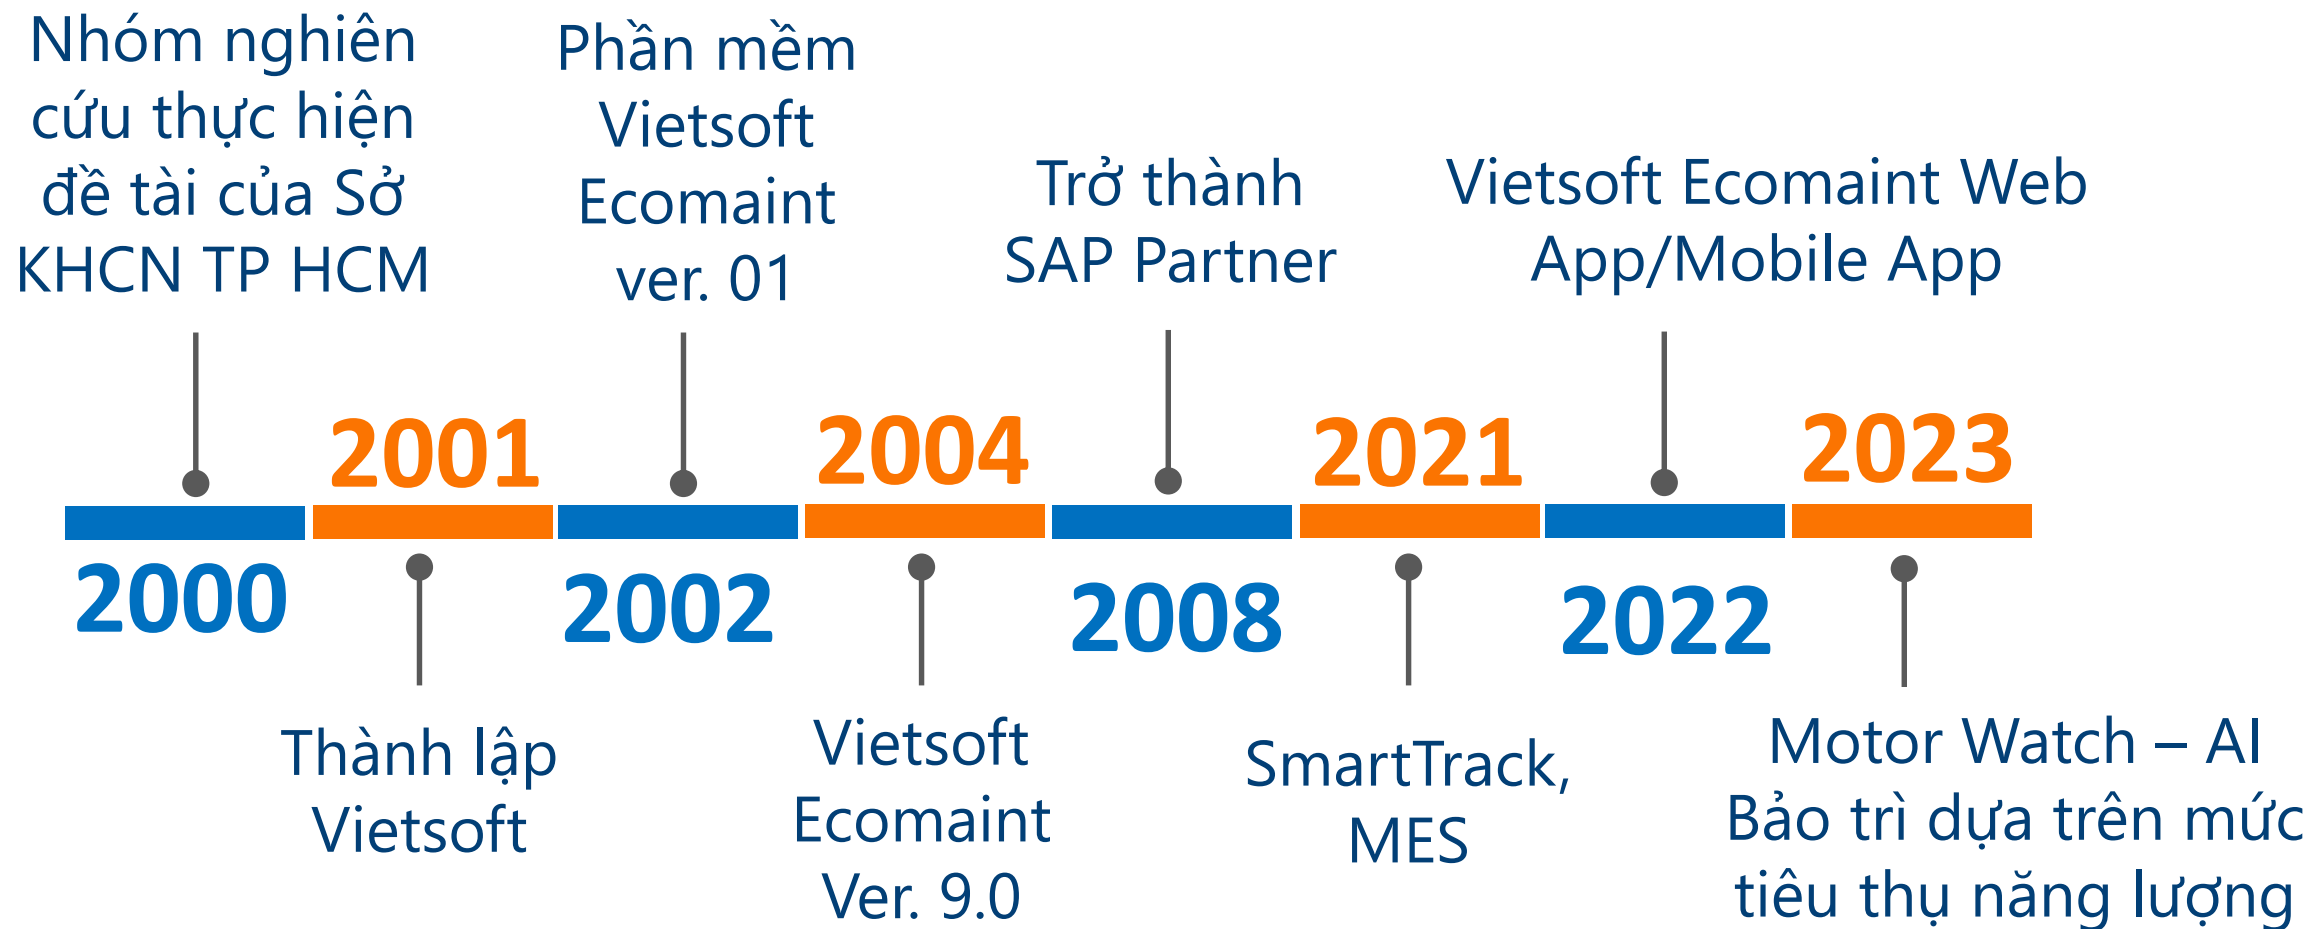 Nhóm nghiên
cứu thực hiện
đề tài của Sở
KHCN TP HCM
2000
2001
Thành lập
Vietsoft
Phần mềm
Vietsoft
Ecomaint
ver. 01
2002
2004
Vietsoft
Ecomaint
Ver. 9.0
Trở thành
SAP Partner
2008
2021
SmartTrack,
MES
Vietsoft Ecomaint Web
App/Mobile App
2022
2023
Motor Watch – AI
Bảo trì dựa trên mức
tiêu thụ năng lượng